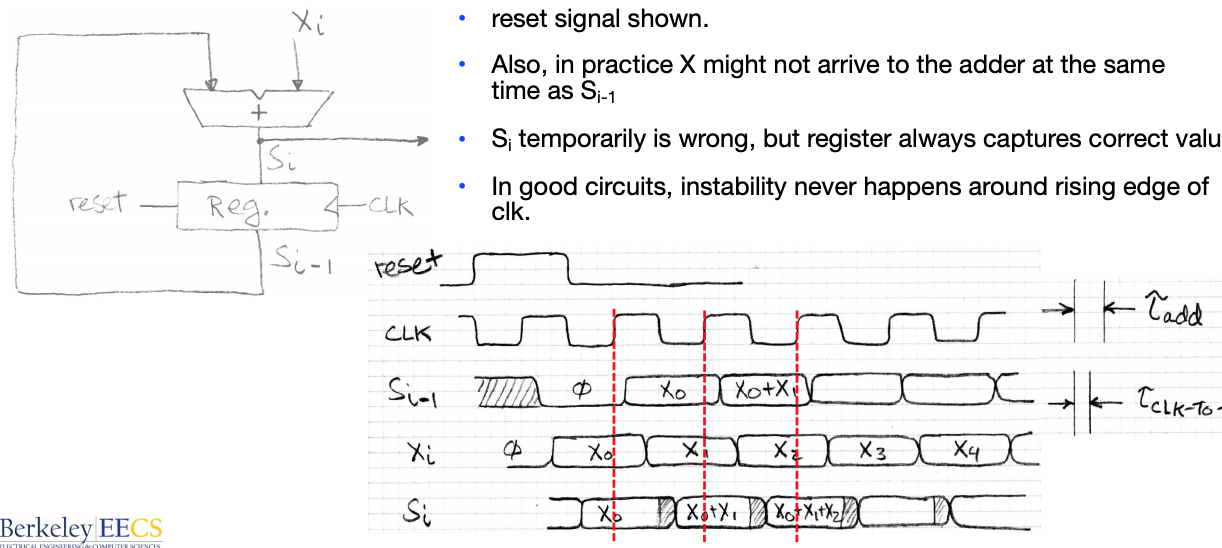 Xi
+
Si
reset
Reg.
CLK
Si-1
• reset signal shown.
• Also, in practice X might not arrive to the adder at the same
time as Si-1
• Si temporarily is wrong, but register always captures correct valu
• In good circuits, instability never happens around rising edge of
clk.
reset
CLK
τadd
Si-1 φ X0 X0+X1
τCLK-TO-
Xi φ X0 X1 X2 X3 X4
Si X0 X0+X1 X0+X1+X2
Berkeley EECS
ELECTRICAL ENGINEERING & COMPUTER SCIENCES